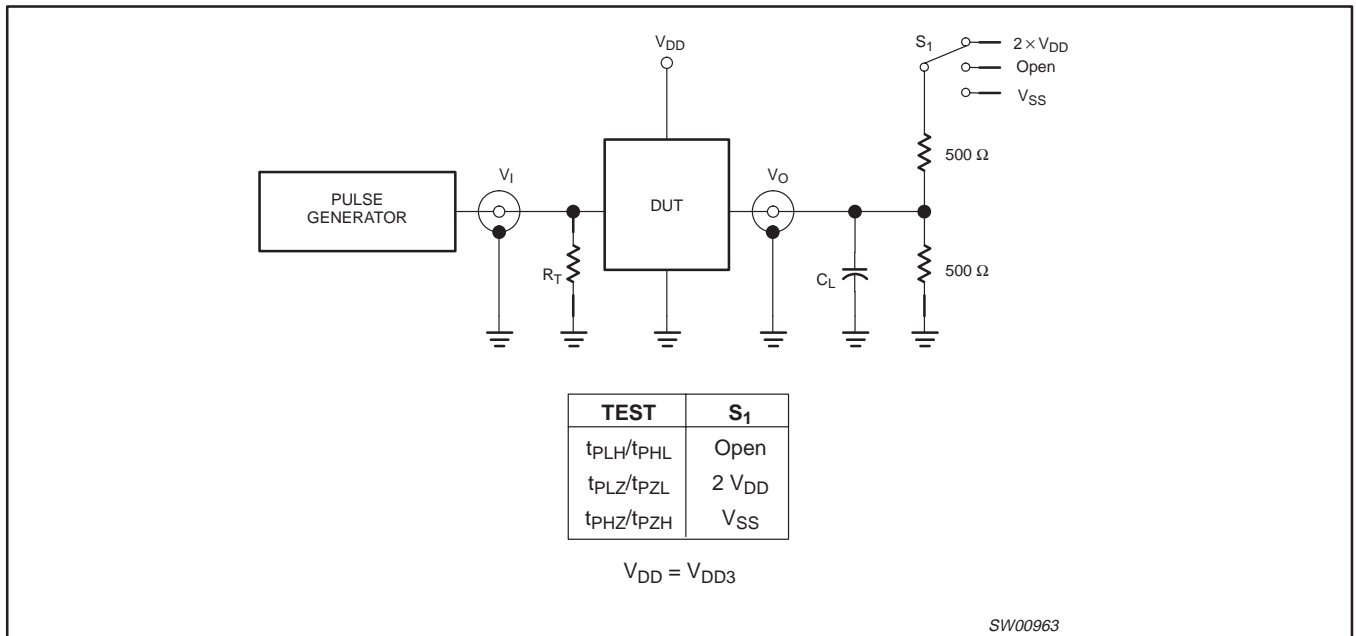 V_DD
S_1
2 × V_DD
Open
V_SS
500 Ω
PULSE
GENERATOR
V_I
DUT
V_O
R_T
C_L
500 Ω
TEST S_1
t_PLH/t_PHL Open
t_PLZ/t_PZL 2 V_DD
t_PHZ/t_PZH V_SS
V_DD = V_DD3
SW00963